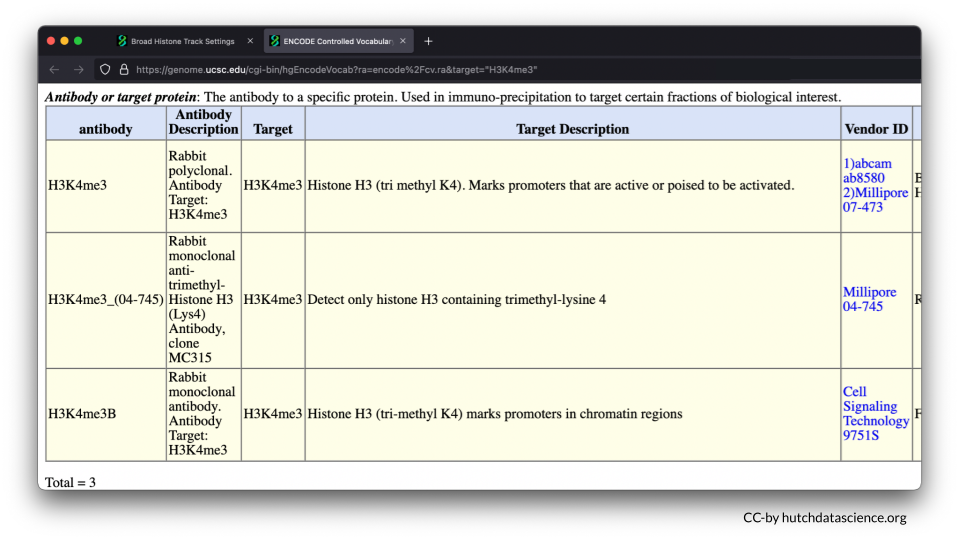 Broad Histone Track Settings
ENCODE Controlled Vocabular
https://genome.ucsc.edu/cgi-bin/hgEncodeVocab?ra=encode%2Fcv.ra&target="H3K4me3"
Antibody or target protein: The antibody to a specific protein. Used in immuno-precipitation to target certain fractions of biological interest.
antibody
Antibody
Description
Target
Target Description
Vendor ID
H3K4me3
Rabbit
polyclonal.
Antibody
Target:
H3K4me3
H3K4me3
Histone H3 (tri methyl K4). Marks promoters that are active or poised to be activated.
1)abcam
ab8580
2)Millipore
07-473
B
H
H3K4me3_(04-745)
Rabbit
monoclonal
anti-
trimethyl-
Histone H3
(Lys4)
Antibody,
clone
MC315
H3K4me3
Detect only histone H3 containing trimethyl-lysine 4
Millipore
04-745
R
H3K4me3B
Rabbit
monoclonal
antibody.
Antibody
Target:
H3K4me3
H3K4me3
Histone H3 (tri-methyl K4) marks promoters in chromatin regions
Cell
Signaling
Technology
9751S
F
Total = 3
CC-by hutchdatascience.org